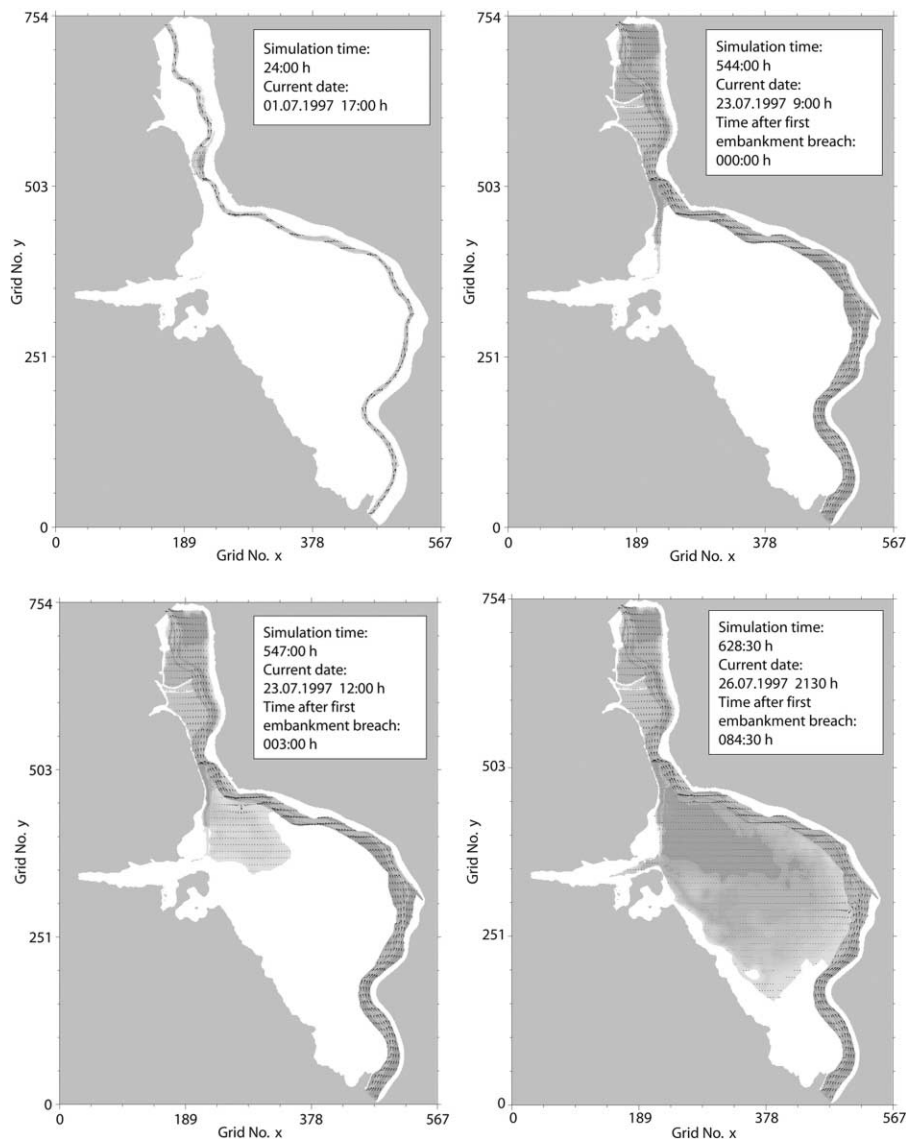 754
Simulation time:
24:00 h
Current date:
01.07.1997 17:00 h
503
Grid No. y
251
0
0 189 378 567
Grid No. x
754
Simulation time:
544:00 h
Current date:
23.07.1997 9:00 h
Time after first
embankment breach:
000:00 h
503
Grid No. y
251
0
0 189 378 567
Grid No. x
754
Simulation time:
547:00 h
Current date:
23.07.1997 12:00 h
Time after first
embankment breach:
003:00 h
503
Grid No. y
251
0
0 189 378 567
Grid No. x
754
Simulation time:
628:30 h
Current date:
26.07.1997 2130 h
Time after first
embankment breach:
084:30 h
503
Grid No. y
251
0
0 189 378 567
Grid No. x